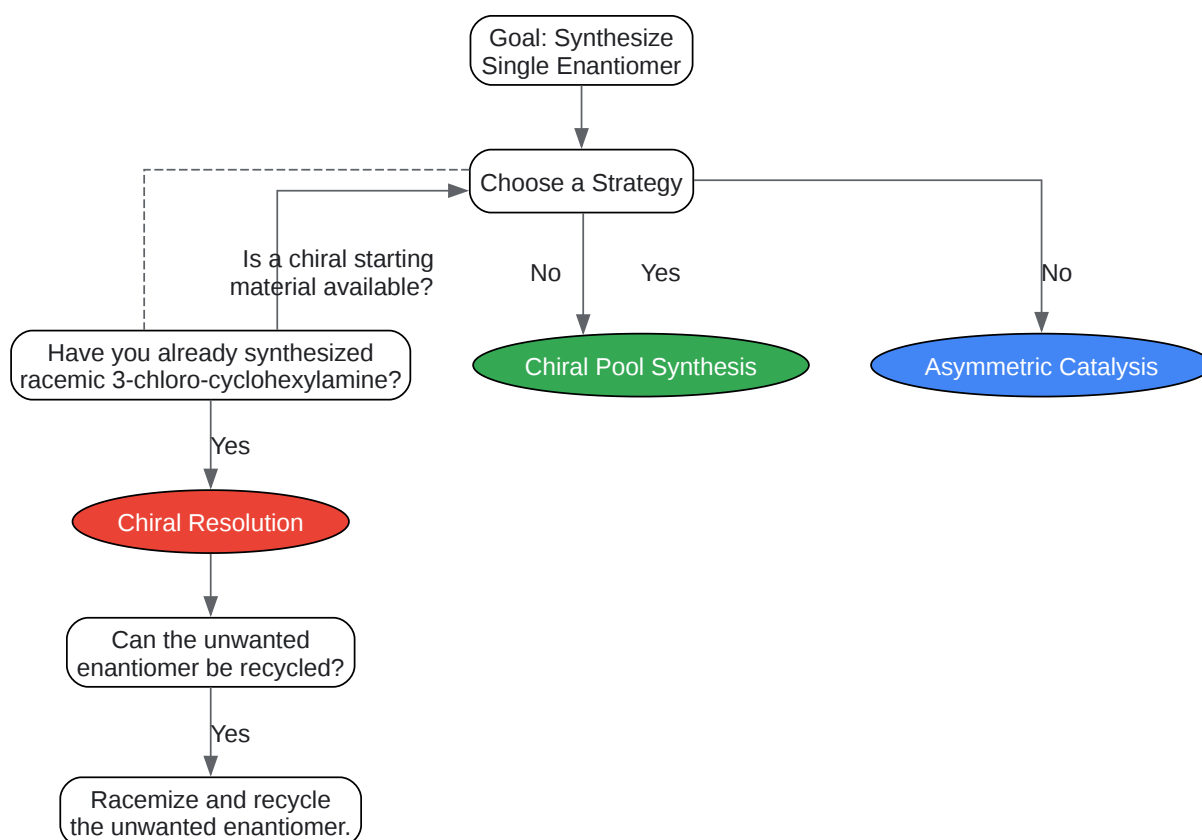 Goal: Synthesize
Single Enantiomer
Choose a Strategy
Is a chiral starting
material available?
No
Yes
No
Have you already synthesized
racemic 3-chloro-cyclohexylamine?
Chiral Pool Synthesis
Asymmetric Catalysis
Yes
Chiral Resolution
Can the unwanted
enantiomer be recycled?
Yes
Racemize and recycle
the unwanted enantiomer.